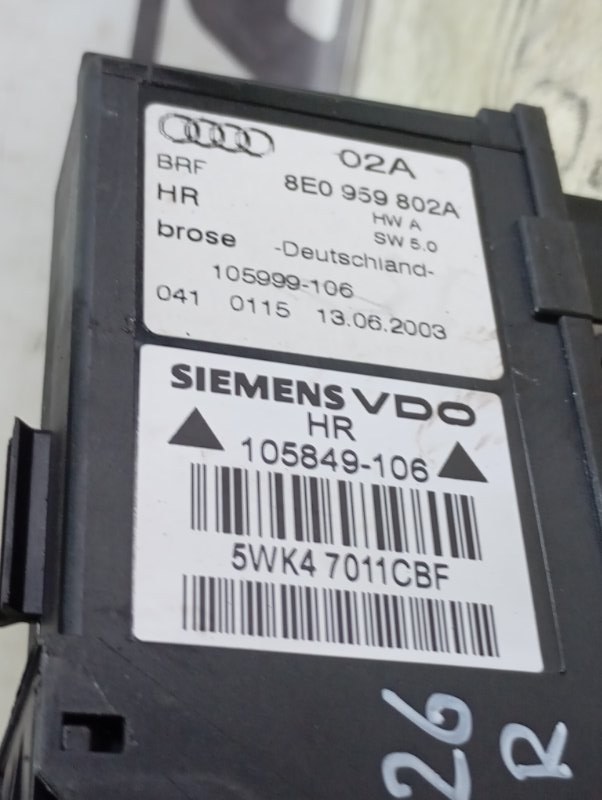 02A
BRF
8E0 959 802A
HR
HW A
SW 5.0
brose -Deutschland-
105999-106
041 0115 13.06.2003
SIEMENS VDO
HR
105849-106
5WK4 7011CBF
26
R